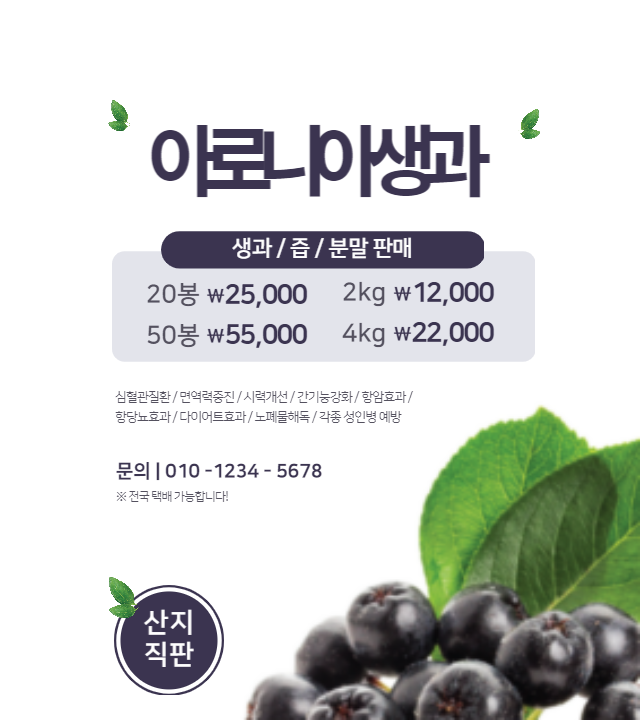 아로니아생과
생과 / 즙 / 분말 판매
20봉 ₩25,000
2kg ₩12,000
50봉 ₩55,000
4kg ₩22,000
심혈관질환 / 면역력증진 / 시력개선 / 간기능강화 / 항암효과 /
항당뇨효과 / 다이어트효과 / 노폐물해독 / 각종 성인병 예방
문의 | 010 -1234 - 5678
※ 전국 택배 가능합니다!
산지
직판